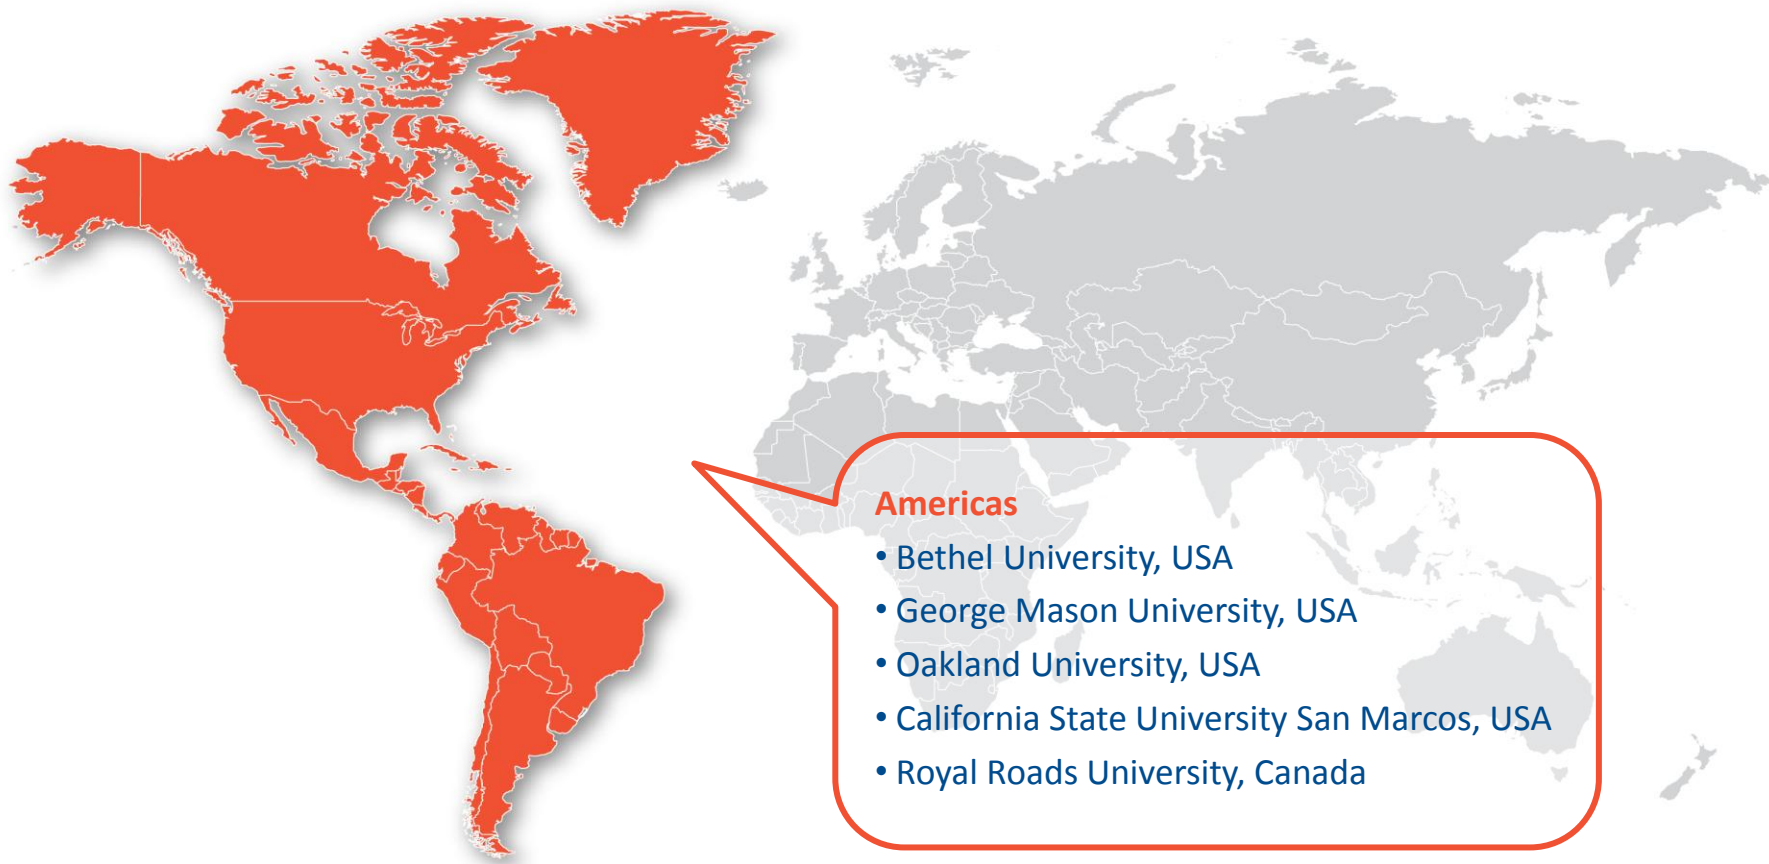 Americas
• Bethel University, USA
• George Mason University, USA
• Oakland University, USA
• California State University San Marcos, USA
• Royal Roads University, Canada